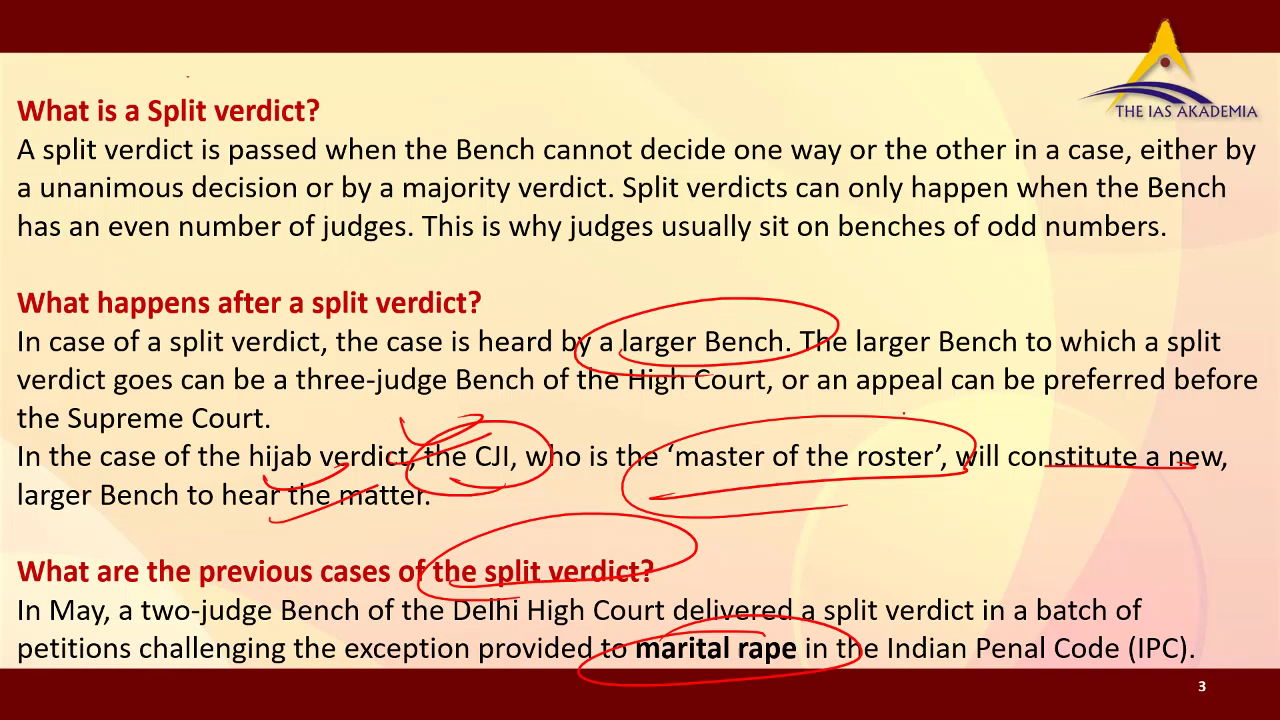 THE IAS AKADEMIA
What is a Split verdict?
A split verdict is passed when the Bench cannot decide one way or the other in a case, either by
a unanimous decision or by a majority verdict. Split verdicts can only happen when the Bench
has an even number of judges. This is why judges usually sit on benches of odd numbers.
What happens after a split verdict?
In case of a split verdict, the case is heard by a larger Bench. The larger Bench to which a split
verdict goes can be a three-judge Bench of the High Court, or an appeal can be preferred before
the Supreme Court.
In the case of the hijab verdict, the CJI, who is the ‘master of the roster’, will constitute a new,
larger Bench to hear the matter.
What are the previous cases of the split verdict?
In May, a two-judge Bench of the Delhi High Court delivered a split verdict in a batch of
petitions challenging the exception provided to marital rape in the Indian Penal Code (IPC).
3